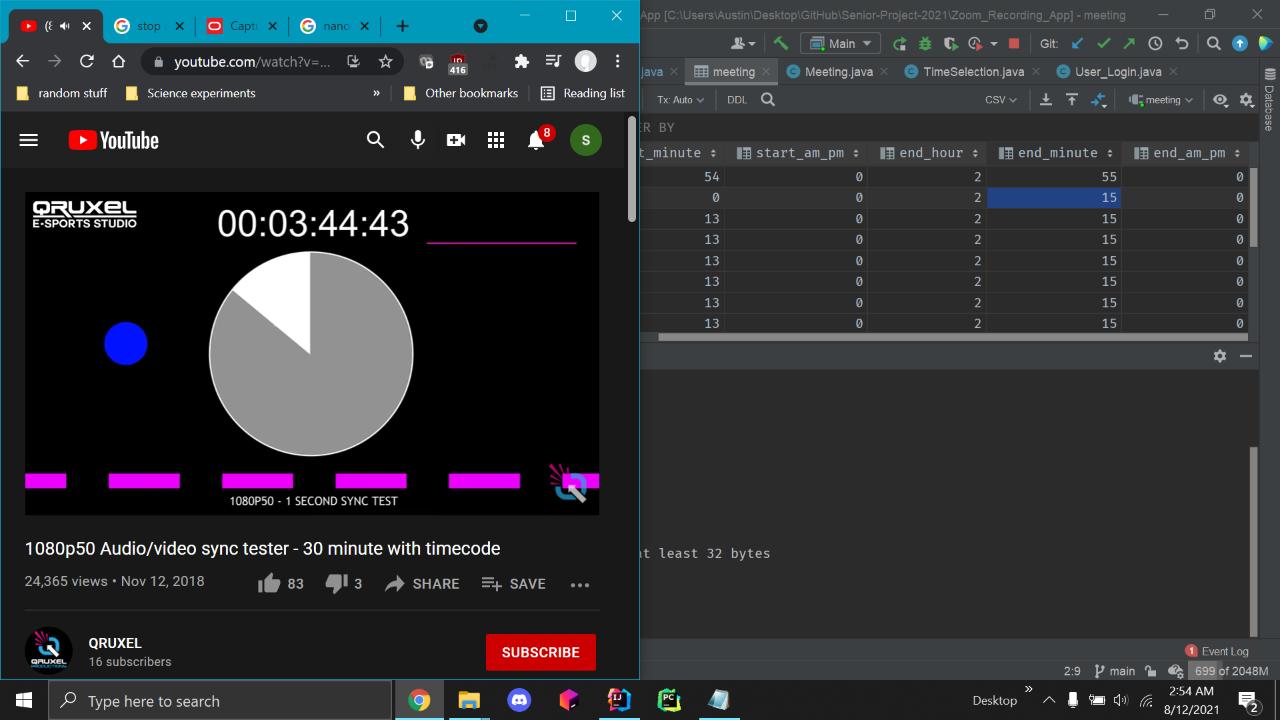 stop
Captu
nano
youtube.com/watch?v=...
416
random stuff
Science experiments
»
Other bookmarks
Reading list
YouTube
8
S
QRUXEL
E-SPORTS STUDIO
00:03:44:43
1080P50 - 1 SECOND SYNC TEST
1080p50 Audio/video sync tester - 30 minute with timecode
24,365 views • Nov 12, 2018
83
3
SHARE
SAVE
QRUXEL
16 subscribers
SUBSCRIBE
App [C:\Users\Austin\Desktop\GitHub\Senior-Project-2021\Zoom_Recording_App] - meeting
Main
Git:
java
meeting
Meeting.java
TimeSelection.java
User_Login.java
Tx: Auto
DDL
CSV
meeting
Database
ER BY
t_minute start_am_pm end_hour end_minute end_am_pm
54 0 2 55 0
0 0 2 15 0
13 0 2 15 0
13 0 2 15 0
13 0 2 15 0
13 0 2 15 0
13 0 2 15 0
13 0 2 15 0
at least 32 bytes
1 Event Log
2:9 main 699 of 2048M
Type here to search
Desktop
»
2:54 AM
8/12/2021
2